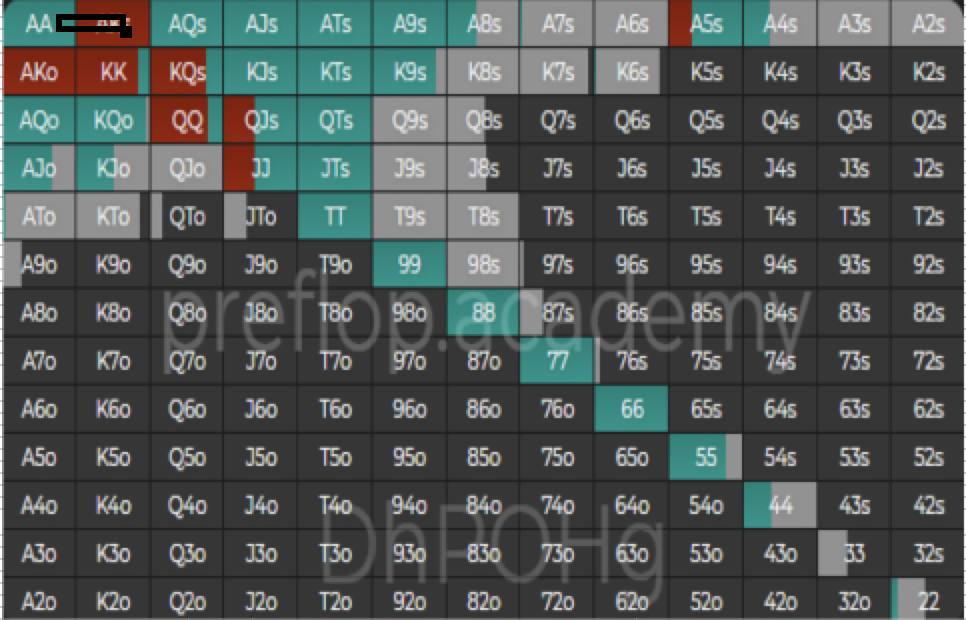 AA AQs AJs ATs A9s A8s A7s A6s A5s A4s A3s A2s
AKo KK KQs KJs KTs K9s K8s K7s K6s K5s K4s K3s K2s
AQo KQo QQ QJs QTs Q9s Q8s Q7s Q6s Q5s Q4s Q3s Q2s
AJo KJo QJo JJ JTs J9s J8s J7s J6s J5s J4s J3s J2s
ATo KTo QTo JTo TT T9s T8s T7s T6s T5s T4s T3s T2s
A9o K9o Q9o J9o T9o 99 98s 97s 96s 95s 94s 93s 92s
A8o K8o Q8o J8o T8o 98o 88 87s 86s 85s 84s 83s 82s
preflop.academy
A7o K7o Q7o J7o T7o 97o 87o 77 76s 75s 74s 73s 72s
A6o K6o Q6o J6o T6o 96o 86o 76o 66 65s 64s 63s 62s
A5o K5o Q5o J5o T5o 95o 85o 75o 65o 55 54s 53s 52s
A4o K4o Q4o J4o T4o 94o 84o 74o 64o 54o 44 43s 42s
A3o K3o Q3o J3o T3o 93o 83o 73o 63o 53o 43o 33 32s
DhPOHg
A2o K2o Q2o J2o T2o 92o 82o 72o 62o 52o 42o 32o 22